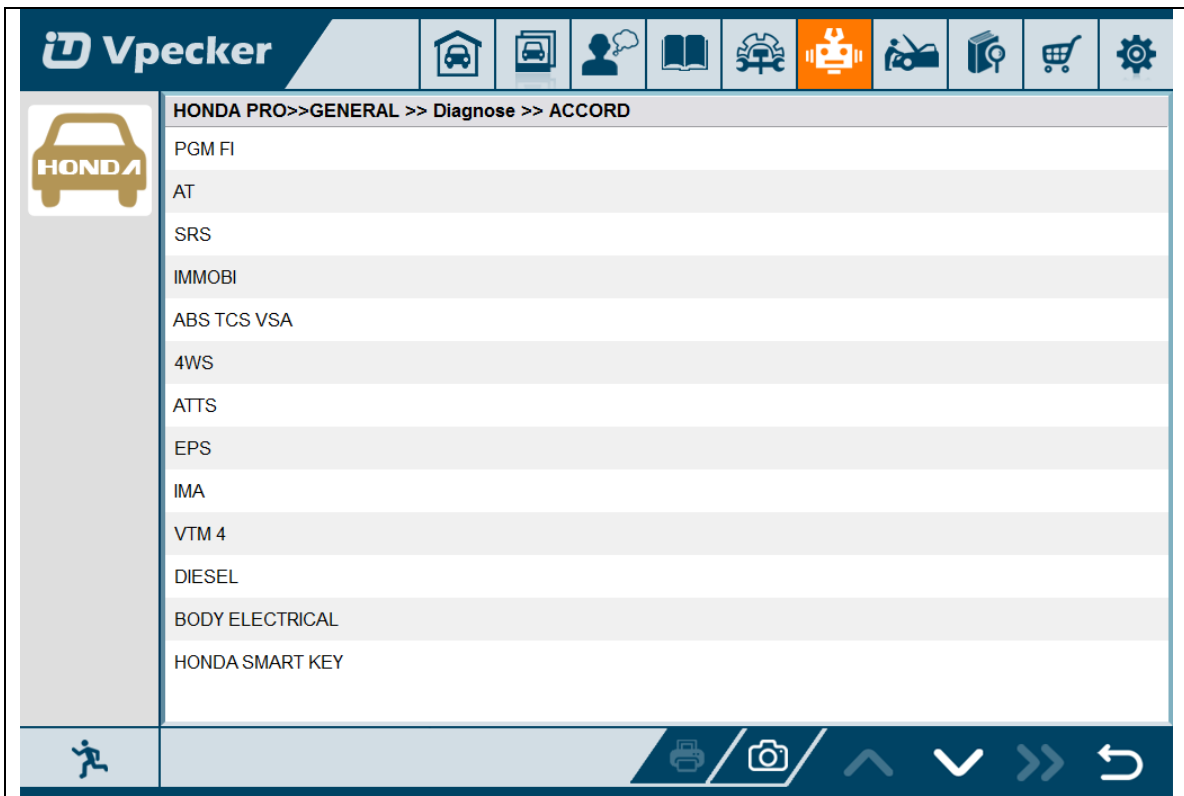 Vpecker
HONDA PRO>>GENERAL >> Diagnose >> ACCORD
HONDA
PGM FI
AT
SRS
IMMOBI
ABS TCS VSA
4WS
ATTS
EPS
IMA
VTM 4
DIESEL
BODY ELECTRICAL
HONDA SMART KEY